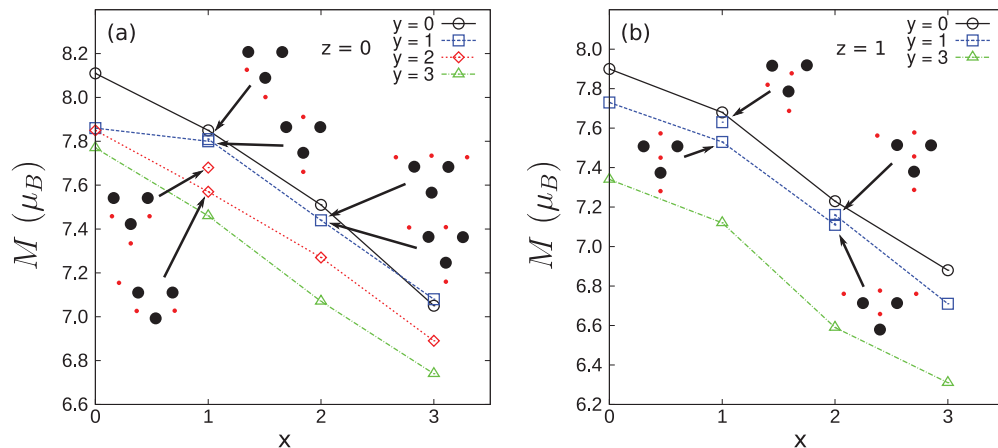 (a)
z = 0
y = 0
y = 1
y = 2
y = 3
M (μB)
8.2
8.0
7.8
7.6
7.4
7.2
7.0
6.8
6.6
0 1 2 3
x
(b)
z = 1
y = 0
y = 1
y = 3
M (μB)
8.0
7.8
7.6
7.4
7.2
7.0
6.8
6.6
6.4
6.2
0 1 2 3
x